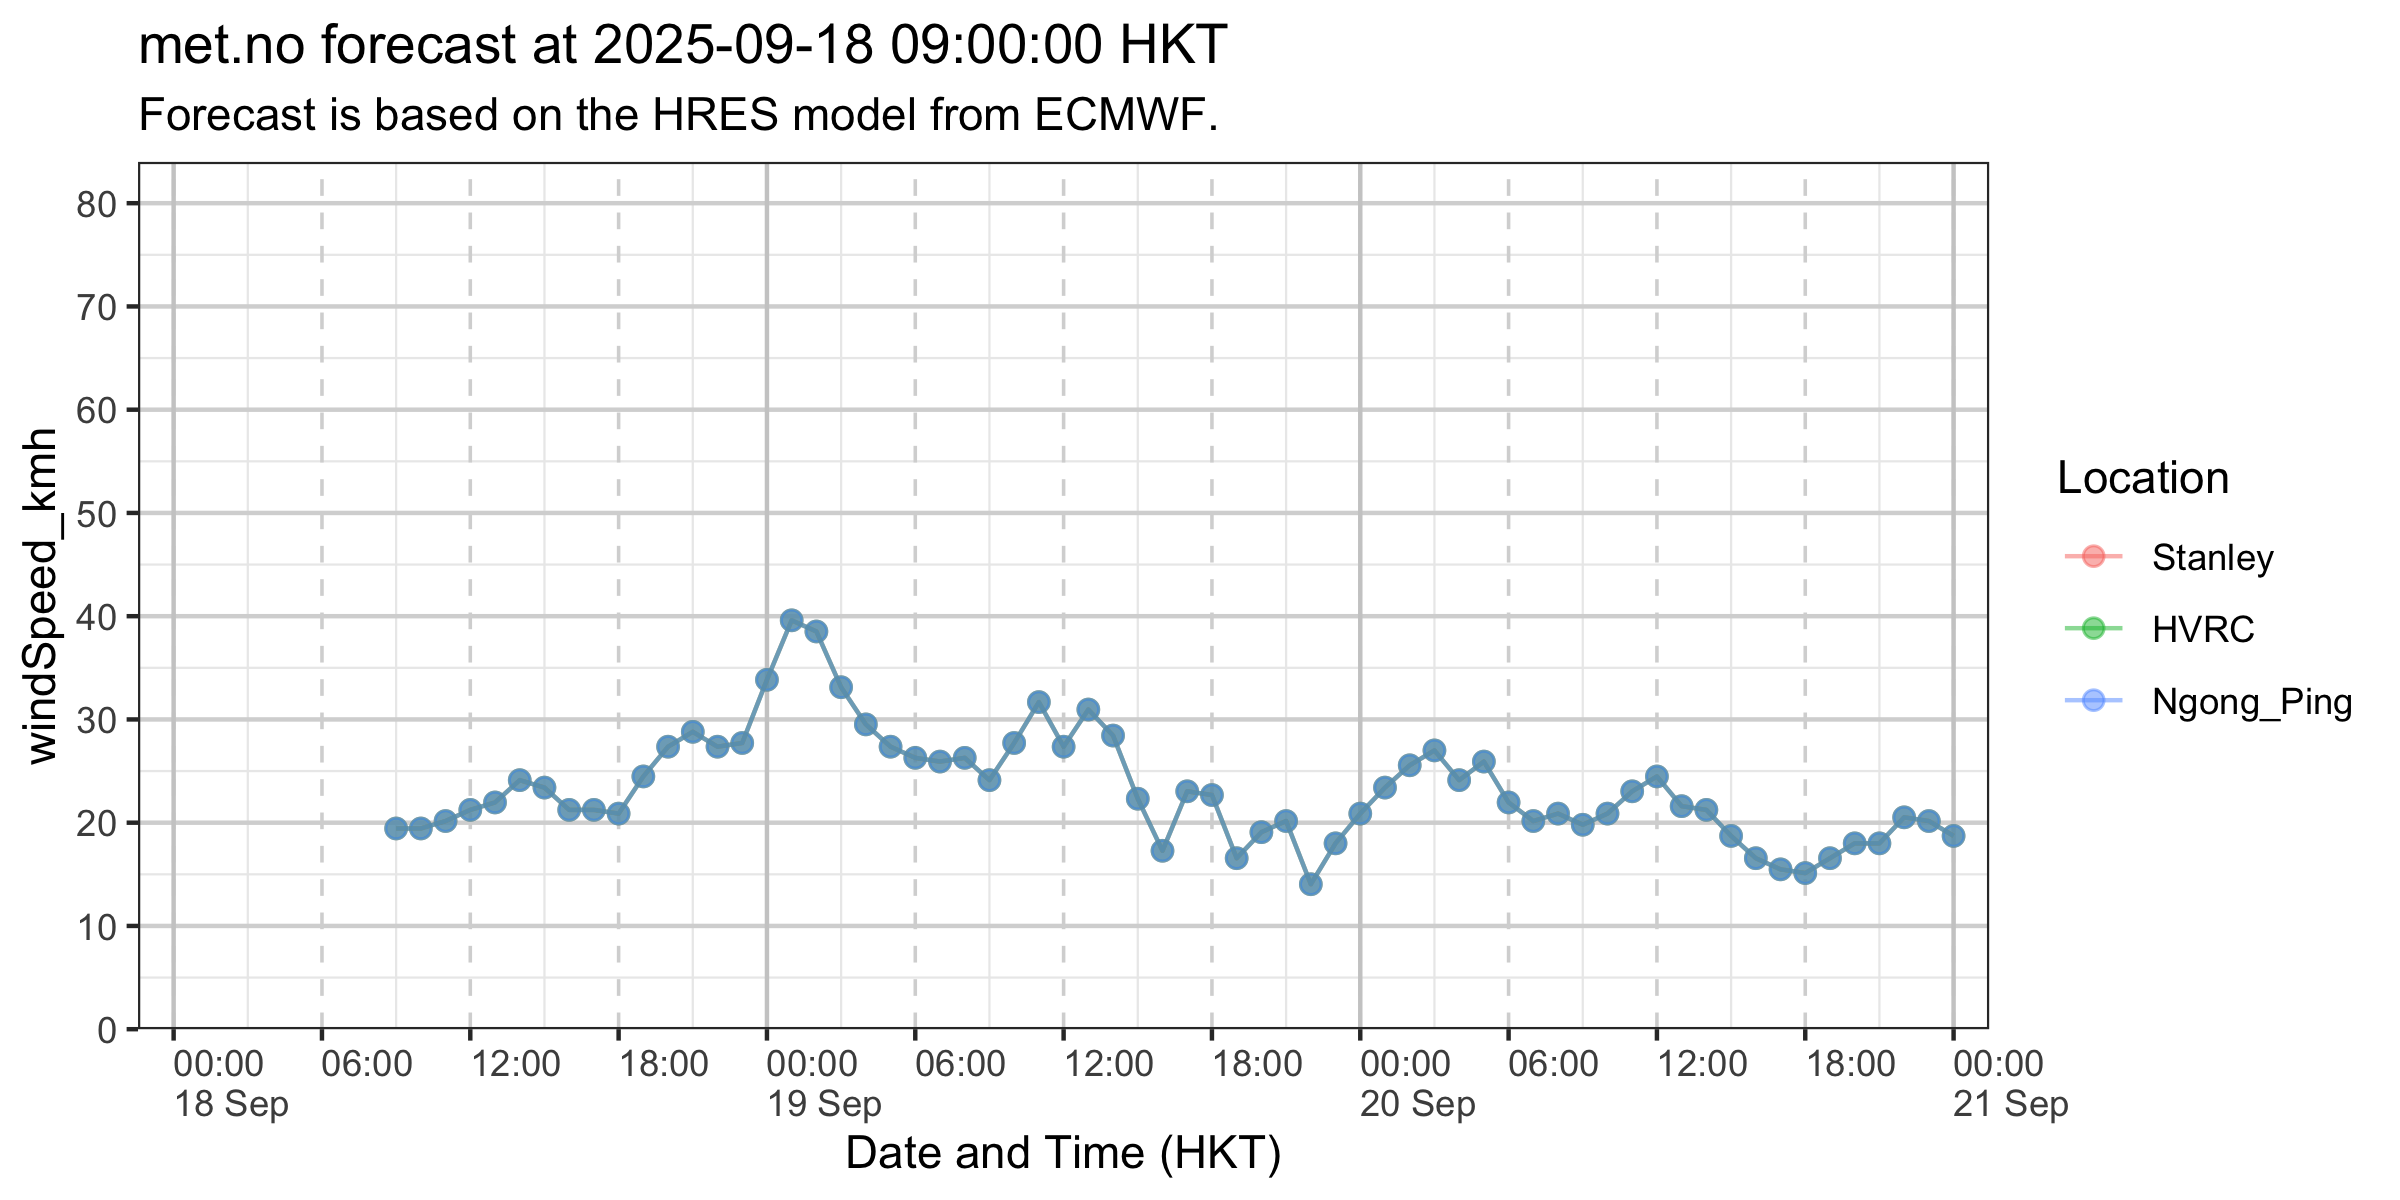 met.no forecast at 2025-09-18 09:00:00 HKT
Forecast is based on the HRES model from ECMWF.
windSpeed_kmh
80
70
60
50
40
30
20
10
0
00:00 06:00 12:00 18:00 00:00 06:00 12:00 18:00 00:00 06:00 12:00 18:00 00:00
18 Sep 19 Sep 20 Sep 21 Sep
Date and Time (HKT)
Location
Stanley
HVRC
Ngong_Ping